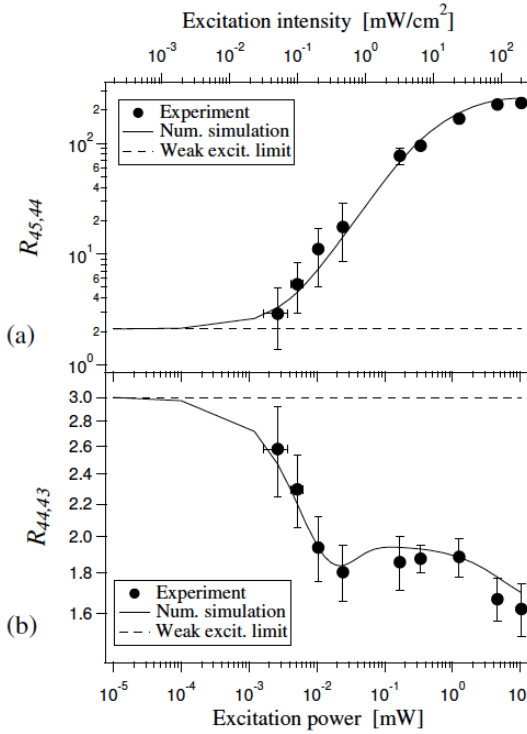 Excitation intensity [mW/cm²]
10⁻³ 10⁻² 10⁻¹ 10⁰ 10¹ 10²
Experiment
Num. simulation
Weak excit. limit
2
10²
6
4
2
10¹
6
4
2
10⁰
R₄₅,₄₄
(a)
3.0
2.8
2.6
2.4
2.2
2.0
1.8
1.6
R₄₄,₄₃
Experiment
Num. simulation
Weak excit. limit
(b)
10⁻⁵ 10⁻⁴ 10⁻³ 10⁻² 10⁻¹ 10⁰ 10
Excitation power [mW]